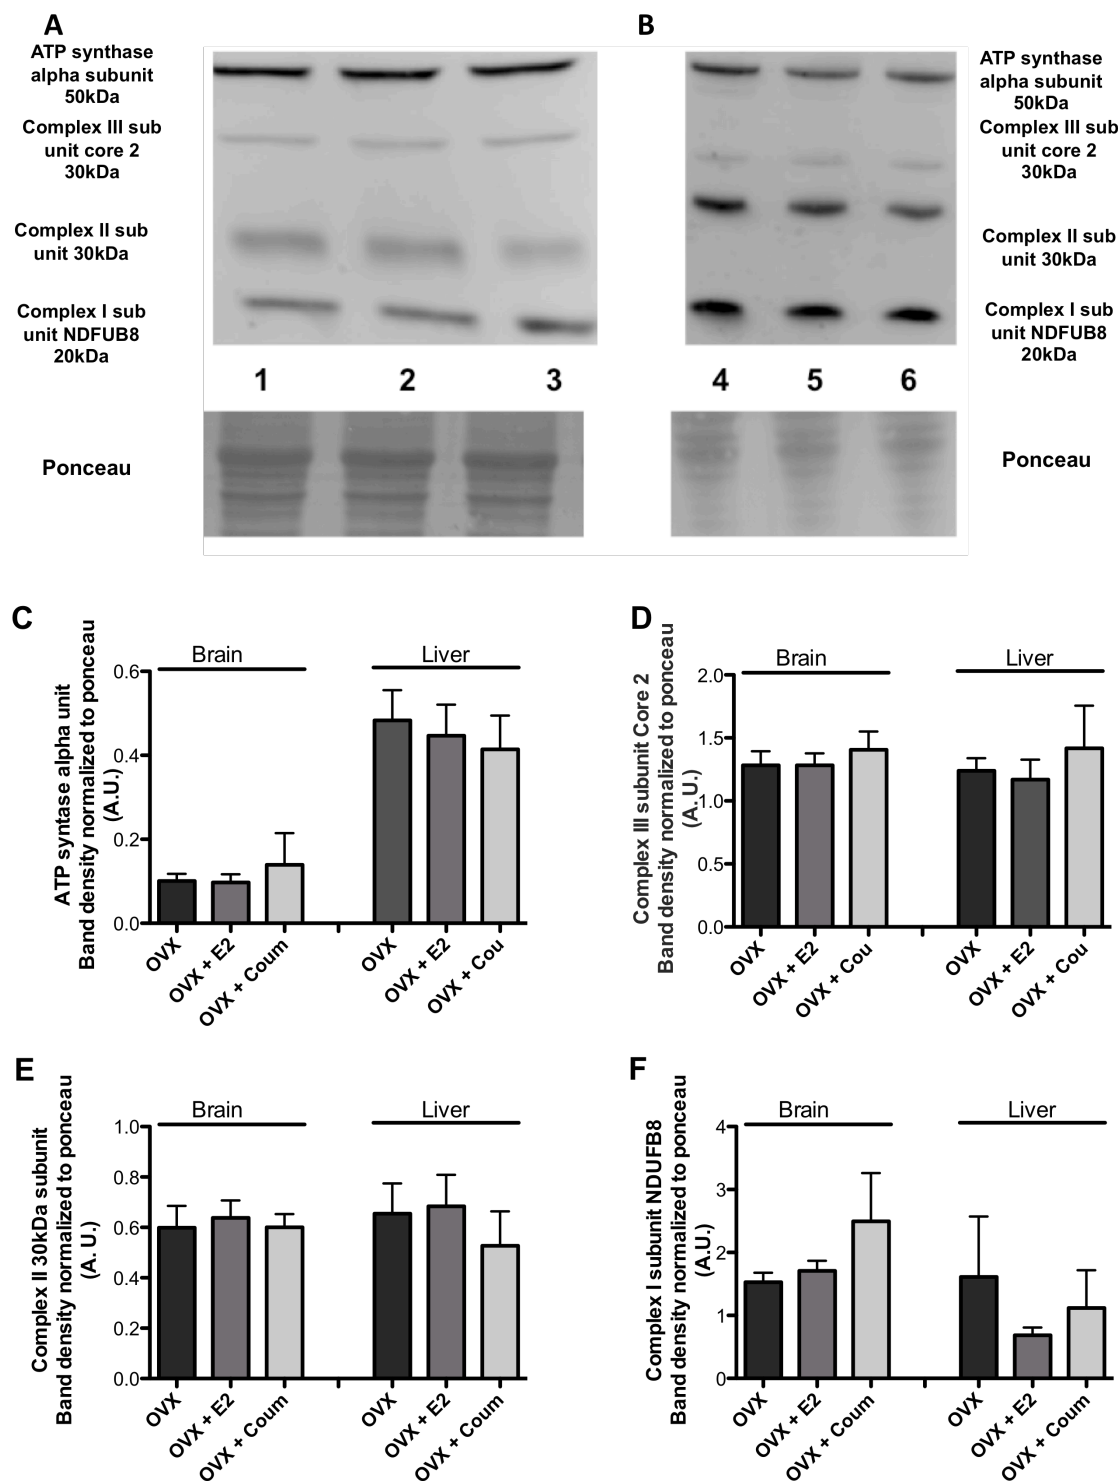 A
B
ATP synthase
alpha subunit
50kDa
Complex III sub
unit core 2
30kDa
Complex II sub
unit 30kDa
Complex I sub
unit NDFUB8
20kDa
ATP synthase
alpha subunit
50kDa
Complex III sub
unit core 2
30kDa
Complex II sub
unit 30kDa
Complex I sub
unit NDFUB8
20kDa
1 2 3
4 5 6
Ponceau
Ponceau
C
Brain
Liver
ATP syntase alpha unit
Band density normalized to ponceau
(A.U.)
0.6
0.4
0.2
0.0
OVX
OVX + E2
OVX + Coum
OVX
OVX + E2
OVX + Cou
D
Brain
Liver
Complex III subunit Core 2
Band density normalized to ponceau
(A. U.)
2.0
1.5
1.0
0.5
0.0
OVX
OVX + E2
OVX + Cou
OVX
OVX + E2
OVX + Cou
E
Brain
Liver
Complex II 30kDa subunit
Band density normalized to ponceau
(A. U.)
1.0
0.8
0.6
0.4
0.2
0.0
OVX
OVX + E2
OVX + Coum
OVX
OVX + E2
OVX + Coum
F
Brain
Liver
Complex I subunit NDUFB8
Band density normalized to ponceau
(A.U.)
4
3
2
1
0
OVX
OVX + E2
OVX + Coum
OVX
OVX + E2
OVX + Coum